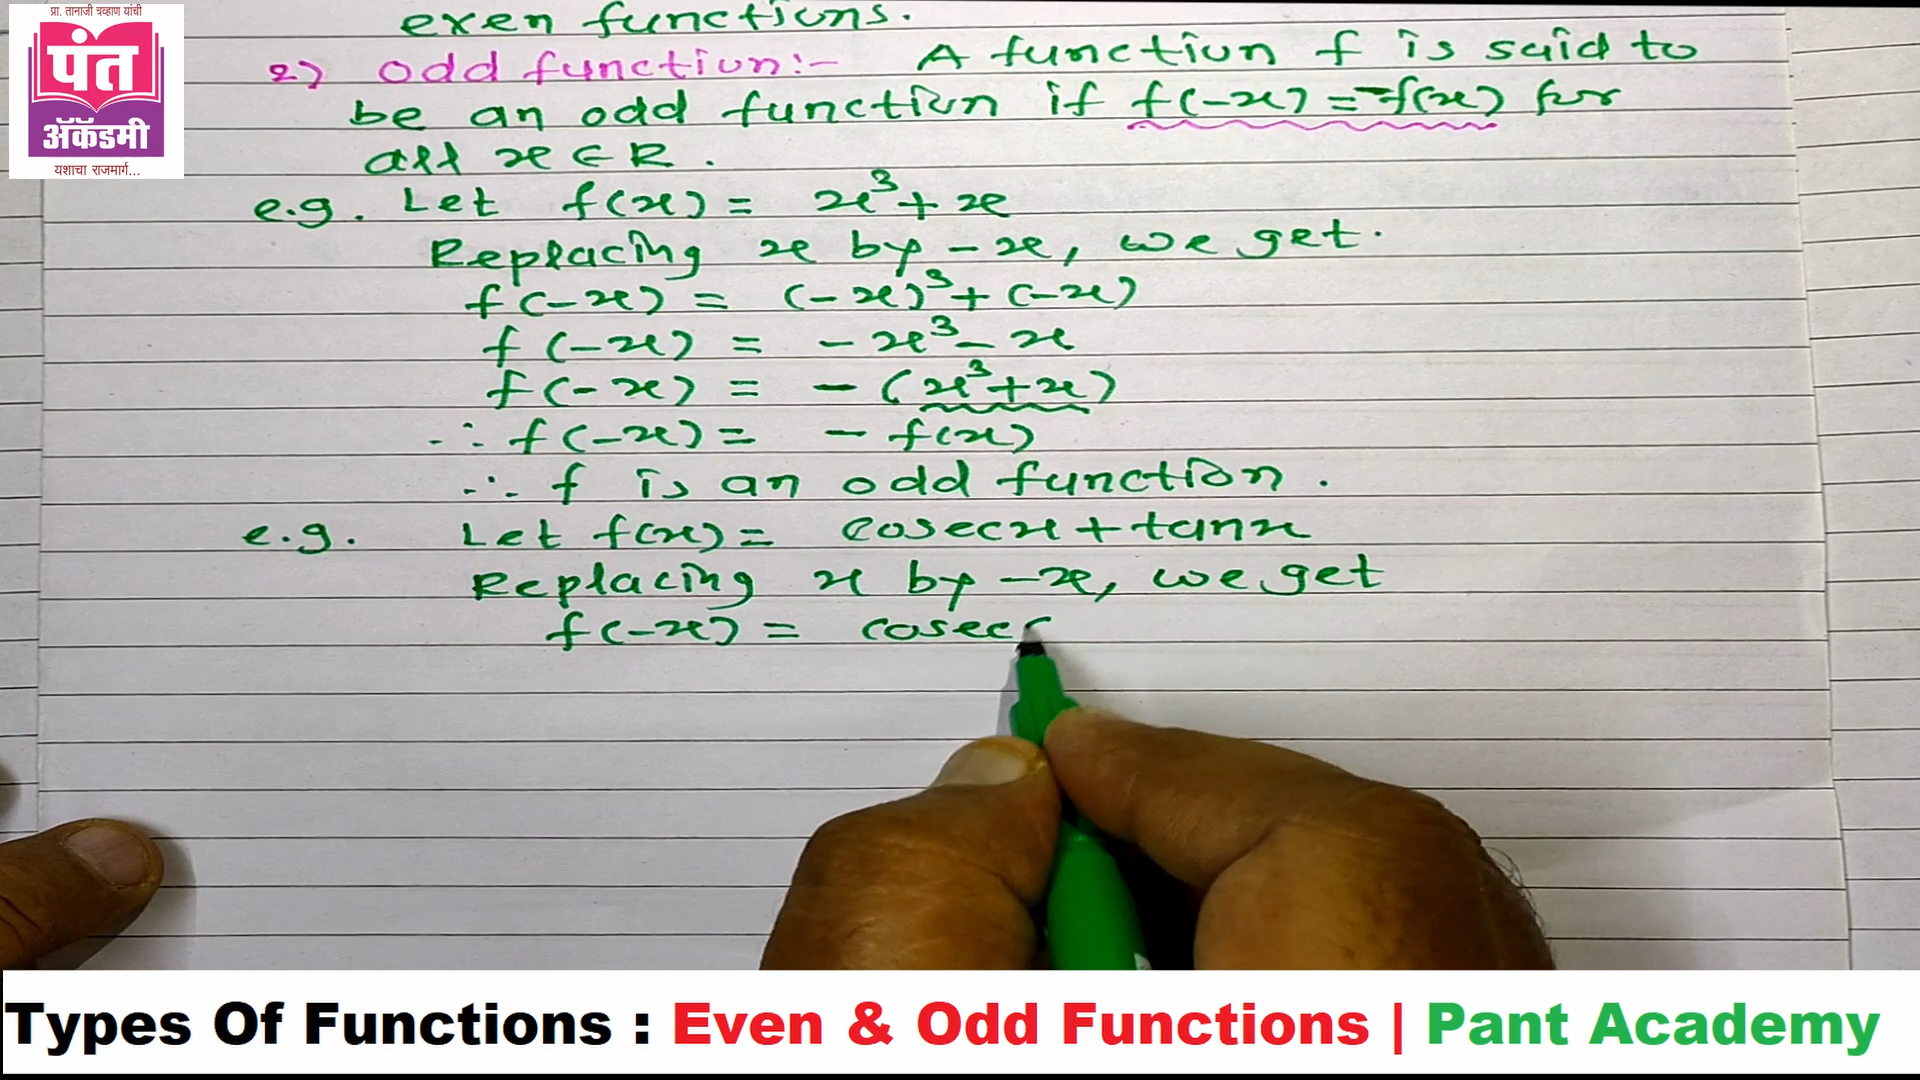 प्रा. तानाजी चव्हाण यांची
पंत
अ‍ॅकॅडमी
यशाचा राजमार्ग...
even functions.
2) odd function:- A function f is said to
be an odd function if f(-x) = -f(x) for
all x ∈ R.
e.g. Let f(x) = x³+x
Replacing x by -x, we get.
f(-x) = (-x)³+(-x)
f(-x) = -x³-x
f(-x) = -(x³+x)
∴ f(-x) = -f(x)
∴ f is an odd function.
e.g. Let f(x) = cosecx+tanx
Replacing x by -x, we get
f(-x) = cosec(
Types Of Functions : Even & Odd Functions | Pant Academy